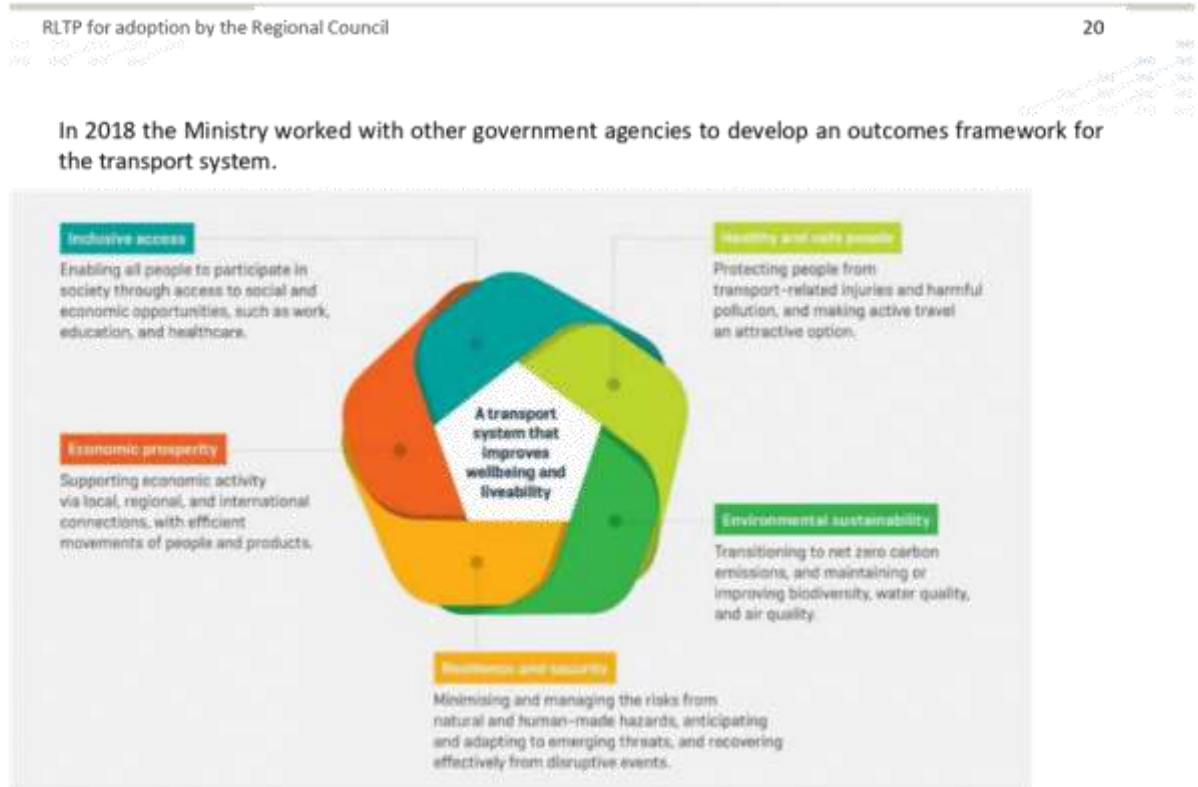 RLTP for adoption by the Regional Council
20
In 2018 the Ministry worked with other government agencies to develop an outcomes framework for
the transport system.
Inclusive access
Enabling all people to participate in
society through access to social and
economic opportunities, such as work,
education, and healthcare.
Healthy and safe people
Protecting people from
transport-related injuries and harmful
pollution, and making active travel
an attractive option.
A transport
system that
improves
wellbeing and
liveability
Economic prosperity
Supporting economic activity
via local, regional, and international
connections, with efficient
movements of people and products.
Environmental sustainability
Transitioning to net zero carbon
emissions, and maintaining or
improving biodiversity, water quality,
and air quality.
Resilience and security
Minimising and managing the risks from
natural and human-made hazards, anticipating
and adapting to emerging threats, and recovering
effectively from disruptive events.